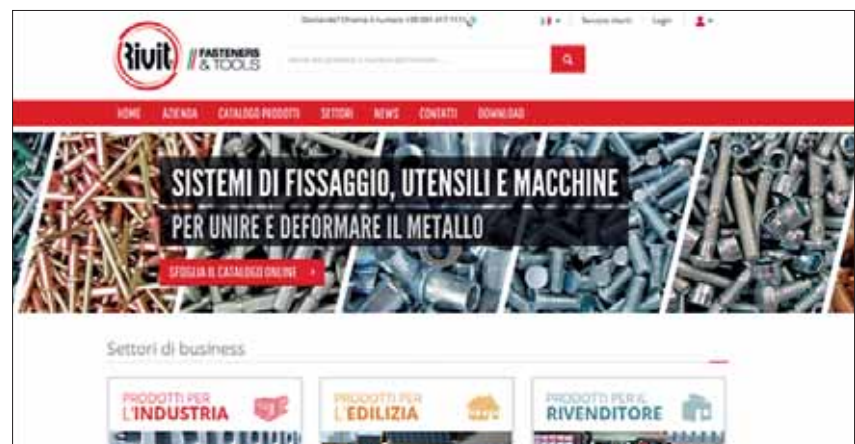 Rivit
FASTENERS
& TOOLS
Servizio clienti
Login
HOME AZIENDA CATALOGO PRODOTTI SETTORI NEWS CONTATTI DOWNLOAD
SISTEMI DI FISSAGGIO, UTENSILI E MACCHINE
PER UNIRE E DEFORMARE IL METALLO
SFOGLIA IL CATALOGO ONLINE
Settori di business
PRODOTTI PER
L'INDUSTRIA
PRODOTTI PER
L'EDILIZIA
PRODOTTI PER IL
RIVENDITORE